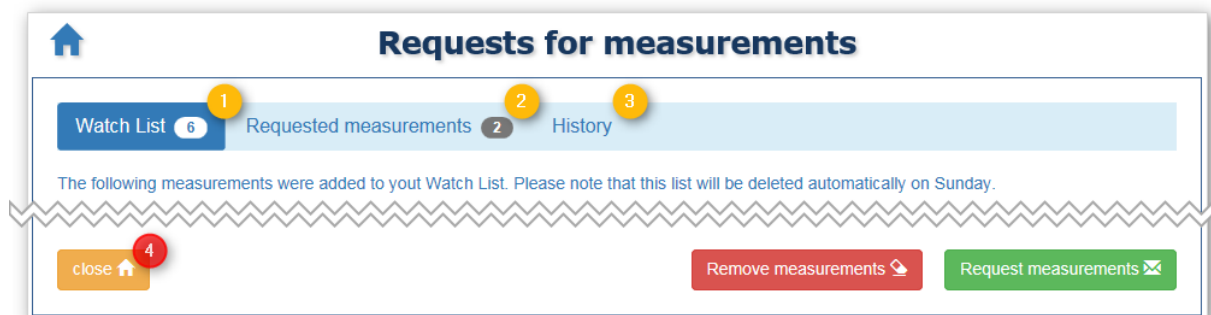 Requests for measurements
1 2 3
Watch List 6 Requested measurements 2 History
The following measurements were added to yout Watch List. Please note that this list will be deleted automatically on Sunday.
4
close Remove measurements Request measurements